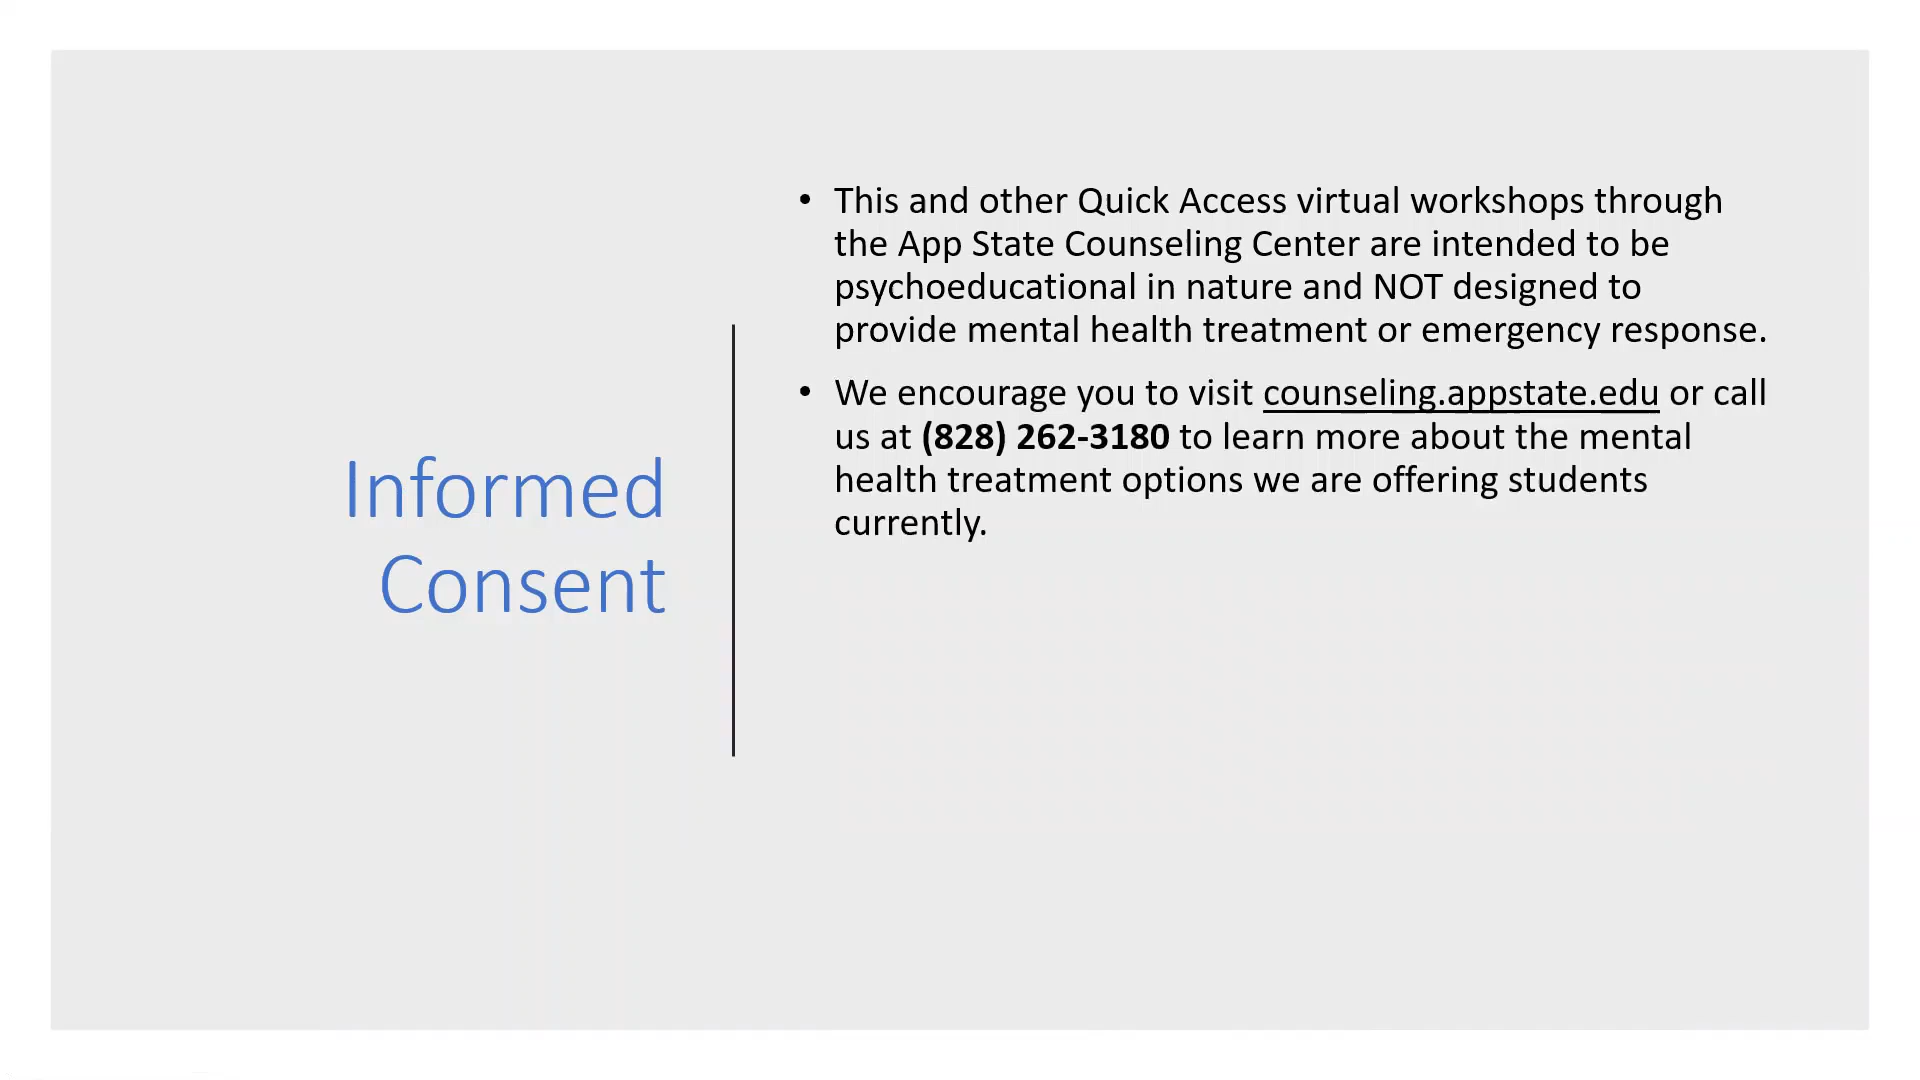 Informed
Consent
• This and other Quick Access virtual workshops through
the App State Counseling Center are intended to be
psychoeducational in nature and NOT designed to
provide mental health treatment or emergency response.
• We encourage you to visit counseling.appstate.edu or call
us at (828) 262-3180 to learn more about the mental
health treatment options we are offering students
currently.